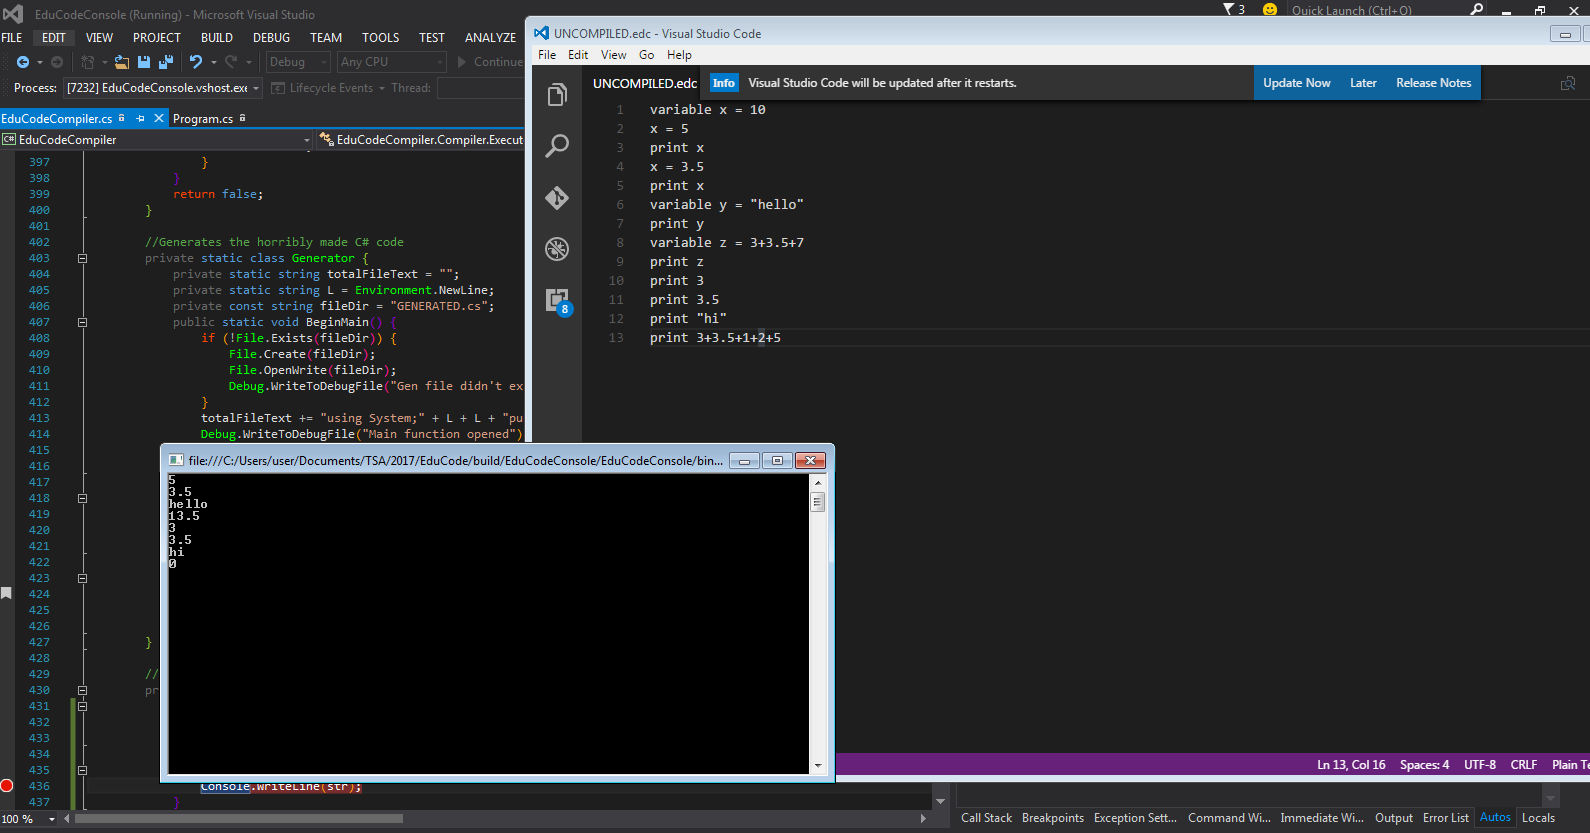 EduCodeConsole (Running) - Microsoft Visual Studio
3
Quick Launch (Ctrl+Q)
FILE EDIT VIEW PROJECT BUILD DEBUG TEAM TOOLS TEST ANALYZE
Debug Any CPU Continue
Process: [7232] EduCodeConsole.vshost.exe Lifecycle Events Thread:
EduCodeCompiler.cs Program.cs
EduCodeCompiler EduCodeCompiler.Compiler.Execut
397 }
398 }
399 return false;
400 }
401
402 //Generates the horribly made C# code
403 private static class Generator {
404 private static string totalFileText = "";
405 private static string L = Environment.NewLine;
406 private const string fileDir = "GENERATED.cs";
407 public static void BeginMain() {
408 if (!File.Exists(fileDir)) {
409 File.Create(fileDir);
410 File.OpenWrite(fileDir);
411 Debug.WriteToDebugFile("Gen file didn't ex
412 }
413 totalFileText += "using System;" + L + L + "pu
414 Debug.WriteToDebugFile("Main function opened")
415
416
417
418
419
420
421
422
423
424
425
426
427 }
428
429 //
430 pr
431
432
433
434
435
436 Console.WriteLine(str);
437 }
100 %
UNCOMPILED.edc - Visual Studio Code
File Edit View Go Help
UNCOMPILED.edc
Info Visual Studio Code will be updated after it restarts. Update Now Later Release Notes
8
1 variable x = 10
2 x = 5
3 print x
4 x = 3.5
5 print x
6 variable y = "hello"
7 print y
8 variable z = 3+3.5+7
9 print z
10 print 3
11 print 3.5
12 print "hi"
13 print 3+3.5+1+2+5
file:///C:/Users/user/Documents/TSA/2017/EduCode/build/EduCodeConsole/EduCodeConsole/bin...
5
3.5
hello
13.5
3
3.5
hi
0
Ln 13, Col 16 Spaces: 4 UTF-8 CRLF Plain Te
Call Stack Breakpoints Exception Sett... Command Wi... Immediate Wi... Output Error List Autos Locals